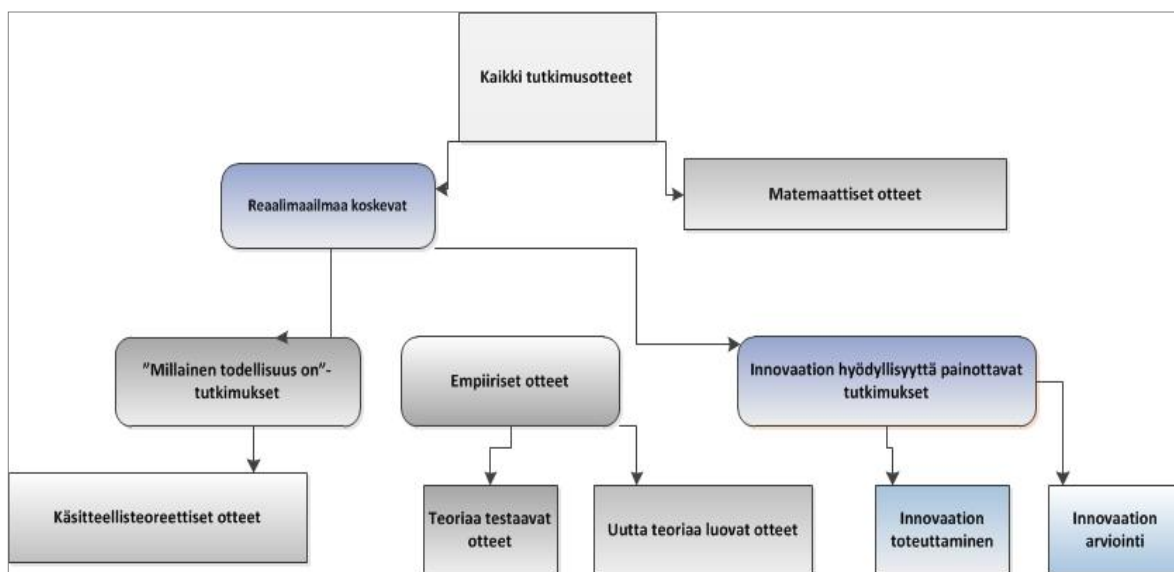 Kaikki tutkimusotteet
Reaalimaailmaa koskevat
Matemaattiset otteet
”Millainen todellisuus on”-
tutkimukset
Empiiriset otteet
Innovaation hyödyllisyyttä painottavat
tutkimukset
Käsitteellisteoreettiset otteet
Teoriaa testaavat
otteet
Uutta teoriaa luovat otteet
Innovaation
toteuttaminen
Innovaation
arviointi